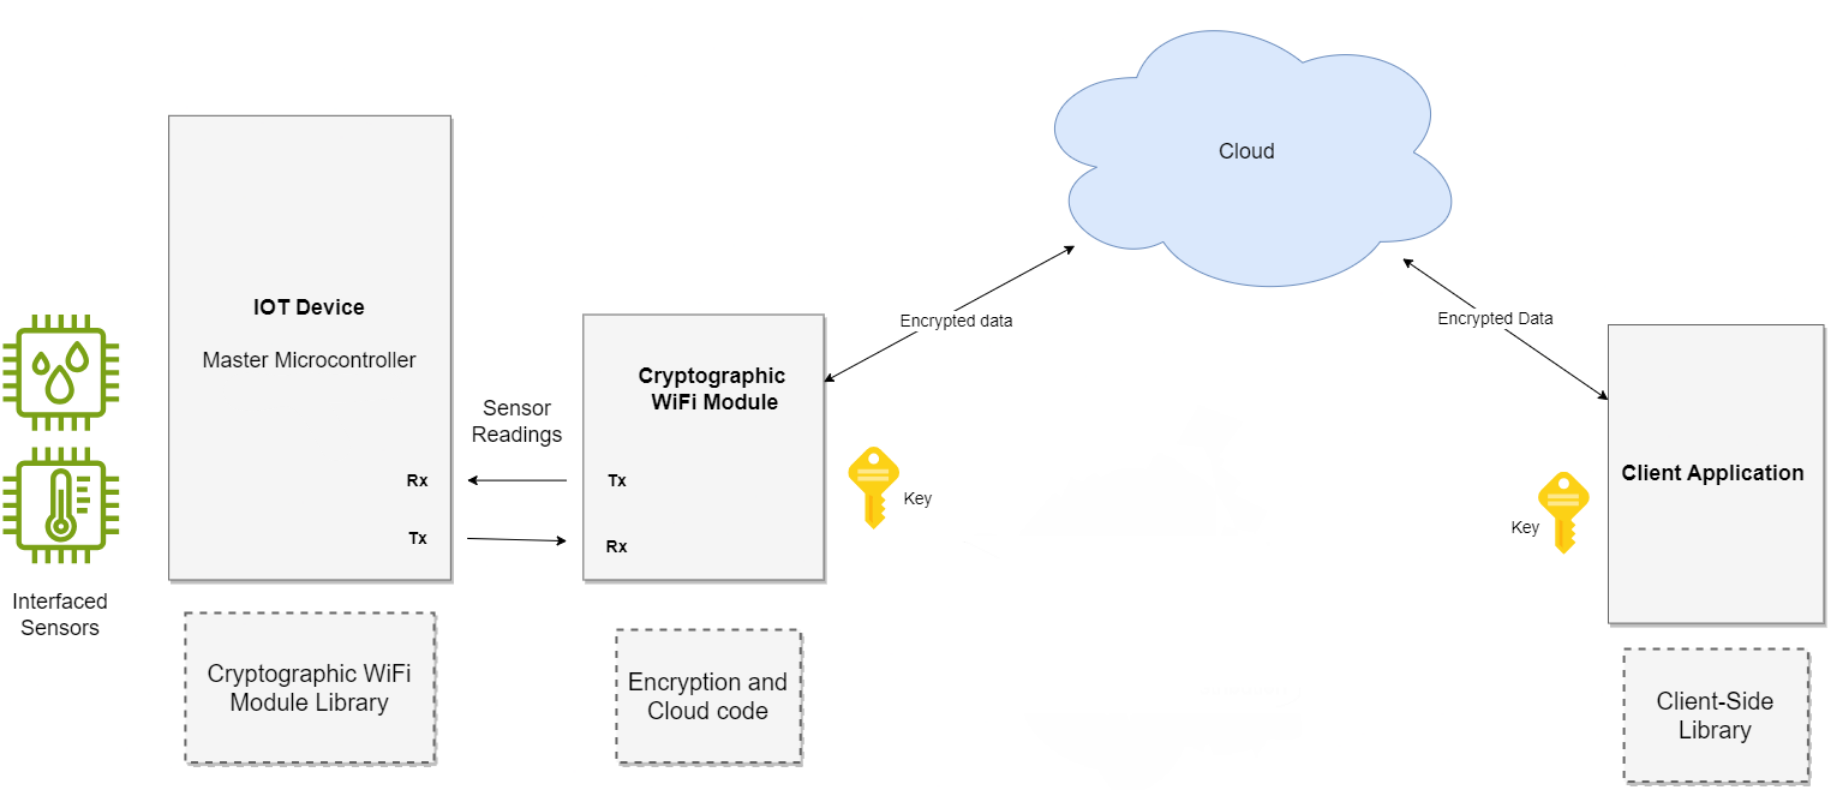 Cloud
IOT Device
Master Microcontroller
Encrypted data
Encrypted Data
Cryptographic
WiFi Module
Sensor
Readings
Client Application
Rx
Tx
Key
Key
Tx
Rx
Interfaced
Sensors
Cryptographic WiFi
Module Library
Encryption and
Cloud code
Client-Side
Library